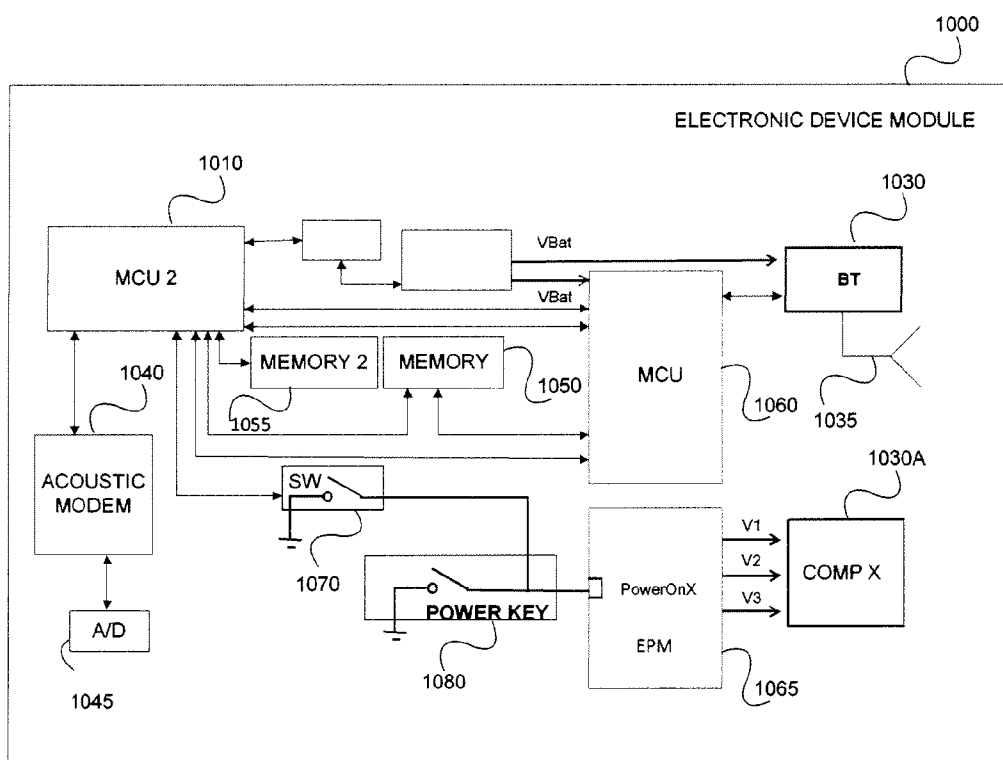 1000
ELECTRONIC DEVICE MODULE
1010
1030
VBat
MCU 2
BT
VBat
MEMORY 2
MEMORY
1050
MCU
1040
1055
1060
1035
1030A
ACOUSTIC
MODEM
SW
V1
1070
V2
COMP X
PowerOnX
POWER KEY
V3
A/D
EPM
1080
1065
1045